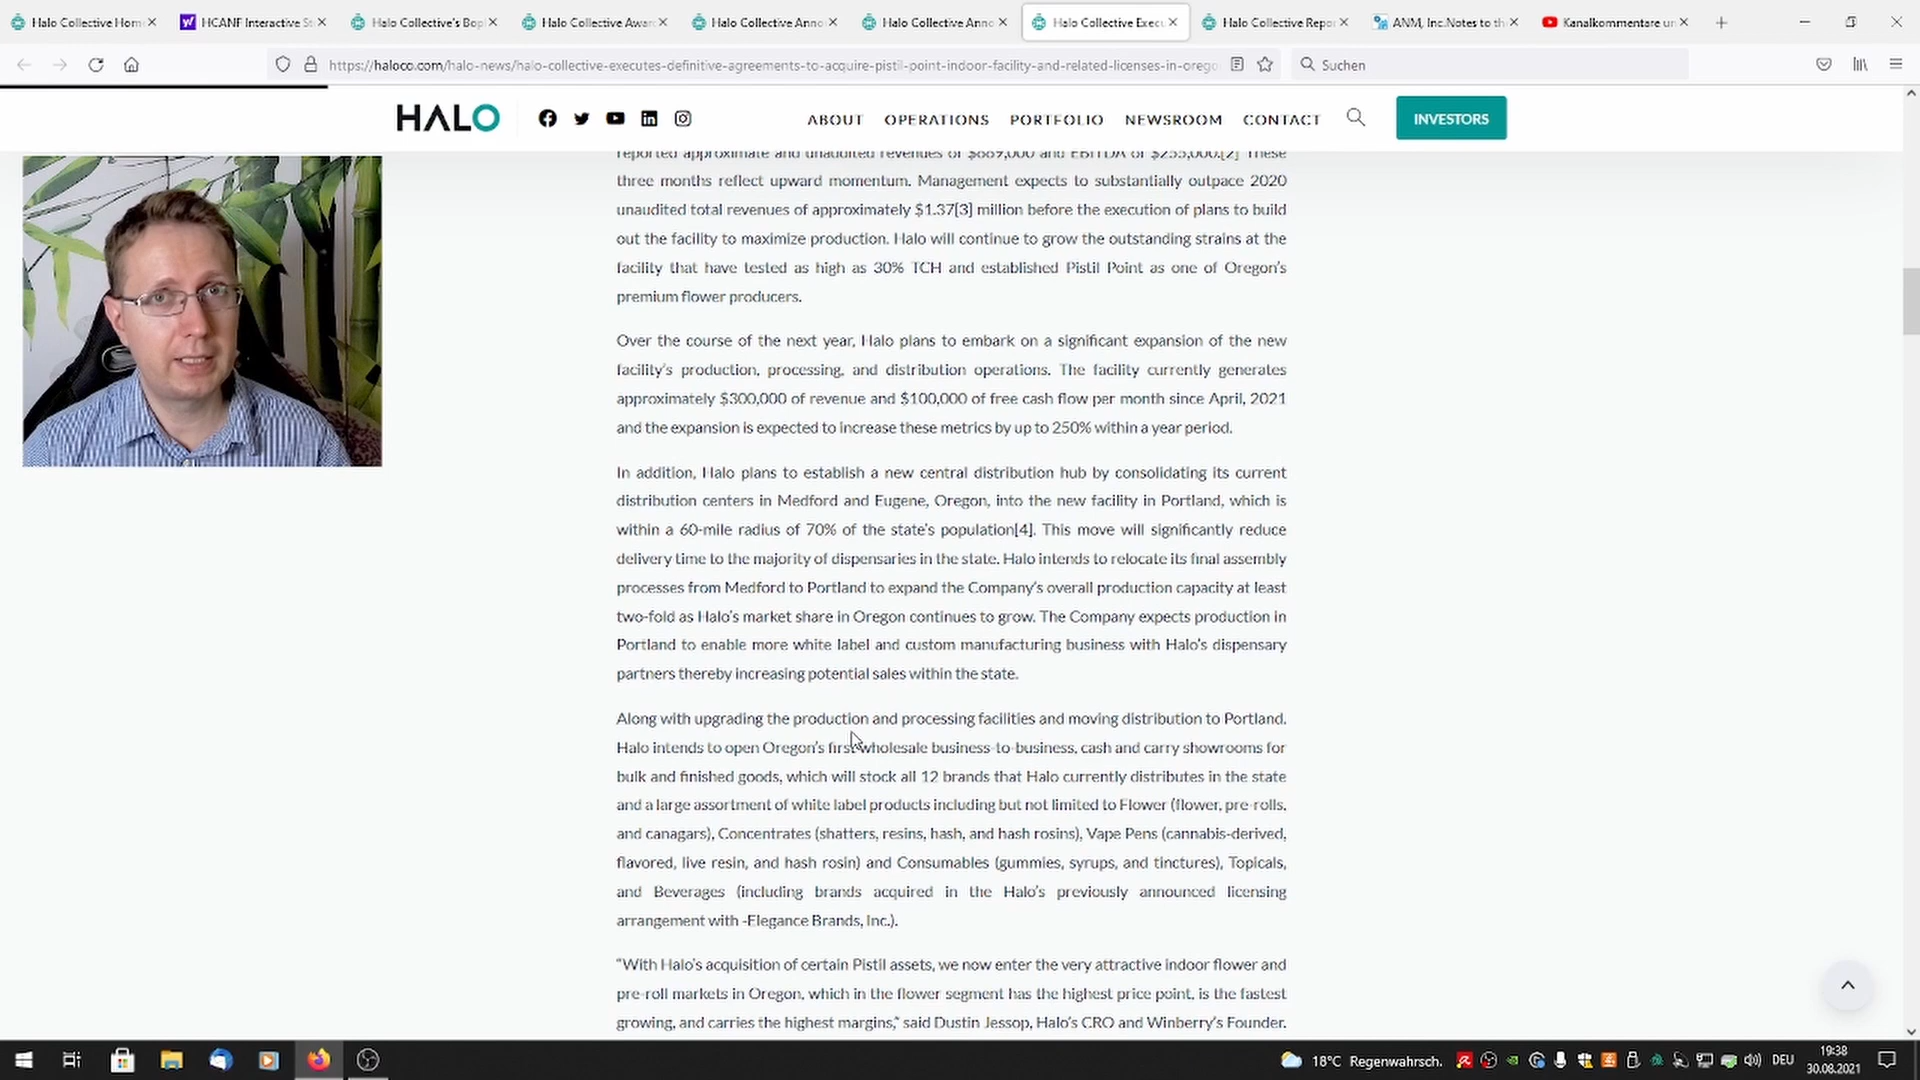 Halo Collective Home
HCANF Interactive St
Halo Collective's Bopl
Halo Collective Awar
Halo Collective Anno
Halo Collective Anno
Halo Collective Execu
Halo Collective Repor
ANM, Inc.Notes to th
Kanalkommentare un
https://haloco.com/halo-news/halo-collective-executes-definitive-agreements-to-acquire-pistil-point-indoor-facility-and-related-licenses-in-orego
Suchen
HALO
ABOUT OPERATIONS PORTFOLIO NEWSROOM CONTACT
INVESTORS
reported approximate and unaudited revenues of $669,000 and EBITDA of $255,000.[2] These
three months reflect upward momentum. Management expects to substantially outpace 2020
unaudited total revenues of approximately $1.37[3] million before the execution of plans to build
out the facility to maximize production. Halo will continue to grow the outstanding strains at the
facility that have tested as high as 30% TCH and established Pistil Point as one of Oregon's
premium flower producers.
Over the course of the next year, Halo plans to embark on a significant expansion of the new
facility's production, processing, and distribution operations. The facility currently generates
approximately $300,000 of revenue and $100,000 of free cash flow per month since April, 2021
and the expansion is expected to increase these metrics by up to 250% within a year period.
In addition, Halo plans to establish a new central distribution hub by consolidating its current
distribution centers in Medford and Eugene, Oregon, into the new facility in Portland, which is
within a 60-mile radius of 70% of the state's population[4]. This move will significantly reduce
delivery time to the majority of dispensaries in the state. Halo intends to relocate its final assembly
processes from Medford to Portland to expand the Company's overall production capacity at least
two-fold as Halo's market share in Oregon continues to grow. The Company expects production in
Portland to enable more white label and custom manufacturing business with Halo's dispensary
partners thereby increasing potential sales within the state.
Along with upgrading the production and processing facilities and moving distribution to Portland,
Halo intends to open Oregon's first wholesale business-to-business, cash and carry showrooms for
bulk and finished goods, which will stock all 12 brands that Halo currently distributes in the state
and a large assortment of white label products including but not limited to Flower (flower, pre-rolls,
and canagars), Concentrates (shatters, resins, hash, and hash rosins), Vape Pens (cannabis-derived,
flavored, live resin, and hash rosin) and Consumables (gummies, syrups, and tinctures), Topicals,
and Beverages (including brands acquired in the Halo's previously announced licensing
arrangement with -Elegance Brands, Inc.).
"With Halo's acquisition of certain Pistil assets, we now enter the very attractive indoor flower and
pre-roll markets in Oregon, which in the flower segment has the highest price point, is the fastest
growing, and carries the highest margins," said Dustin Jessop, Halo's CRO and Winberry's Founder.
18°C Regenwahrsch.
DEU
19:38
30.08.2021